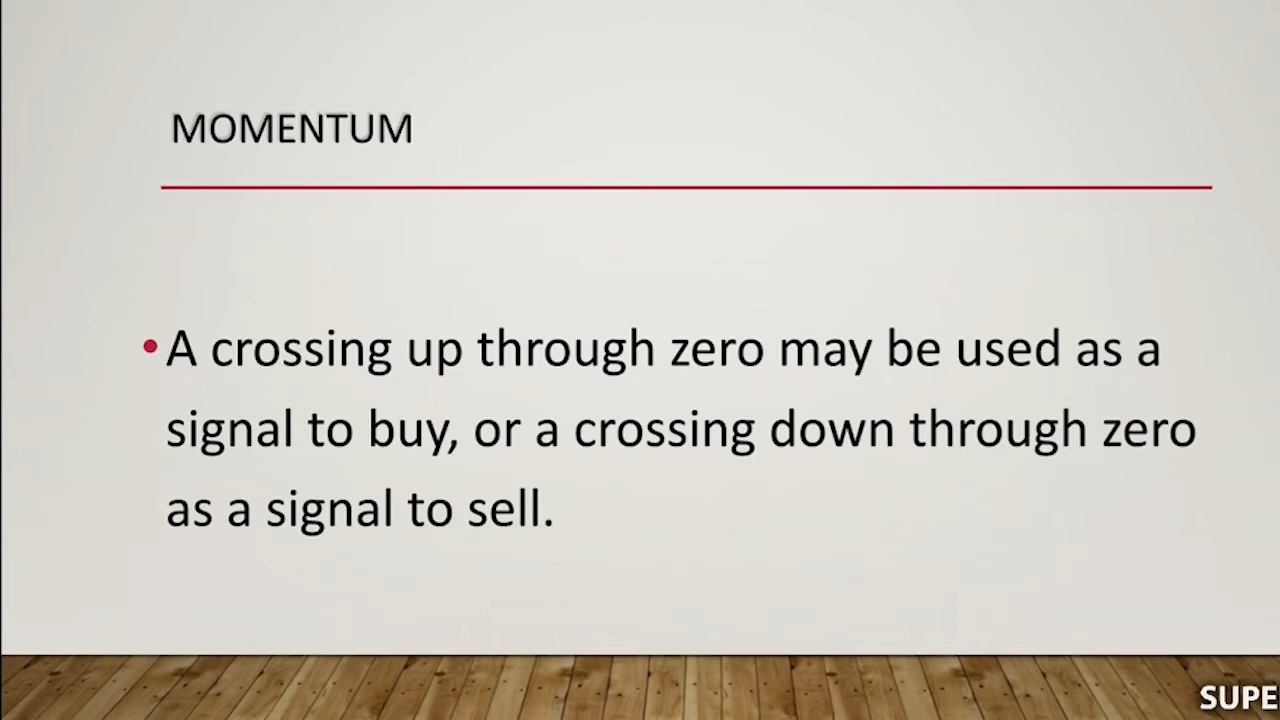 MOMENTUM
• A crossing up through zero may be used as a
signal to buy, or a crossing down through zero
as a signal to sell.
SUPE